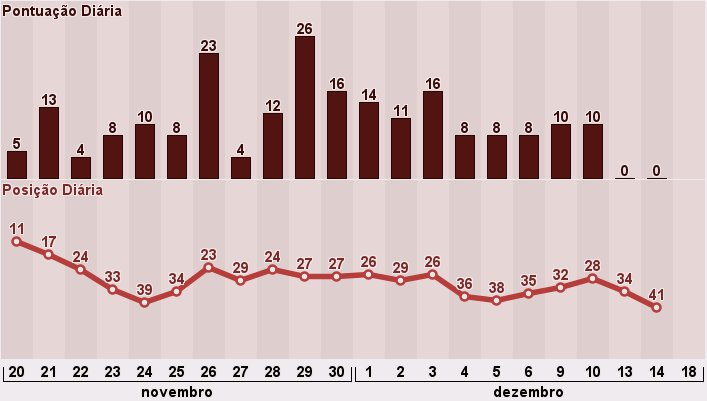 Pontuação Diária
5 13 4 8 10 8 23 4 12 26 16 14 11 16 8 8 8 10 10 0 0
Posição Diária
11 17 24 33 39 34 23 29 24 27 27 26 29 26 36 38 35 32 28 34 41
20 21 22 23 24 25 26 27 28 29 30 1 2 3 4 5 6 9 10 13 14 18
novembro dezembro